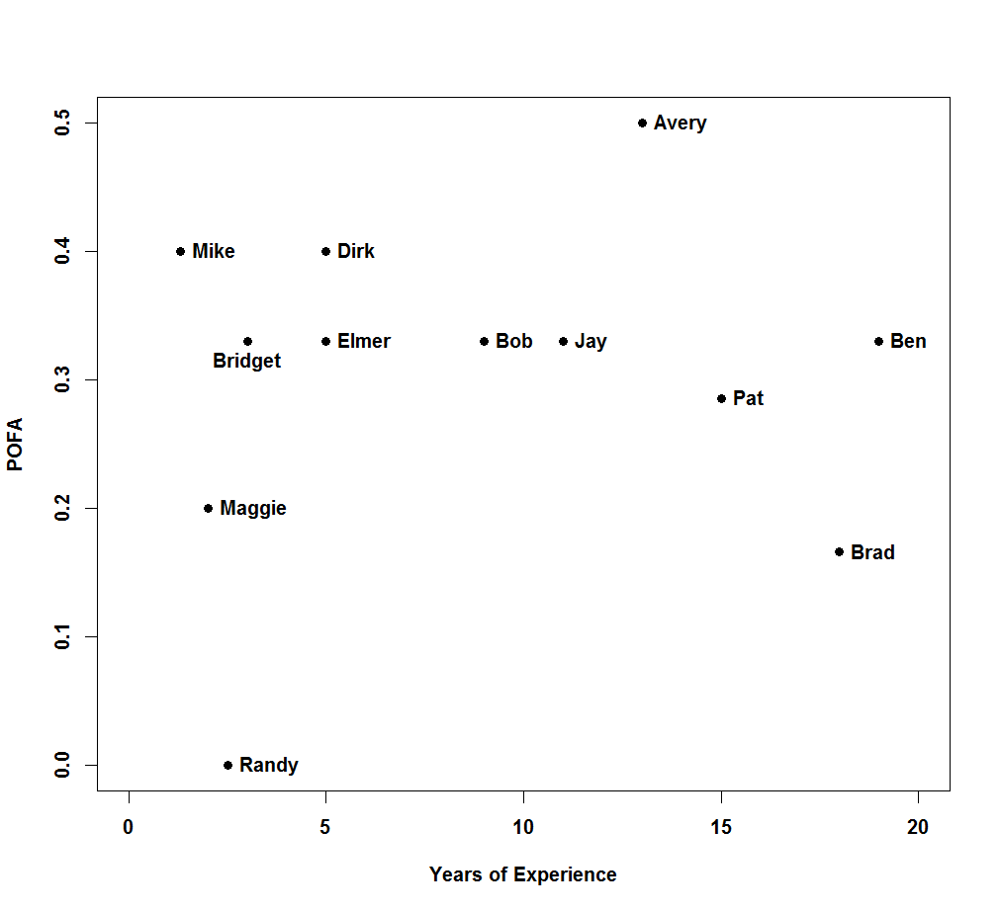 0.5
Avery
0.4
Mike
Dirk
Bridget
Elmer
Bob
Jay
Ben
0.3
Pat
POFA
0.2
Maggie
Brad
0.1
0.0
Randy
0 5 10 15 20
Years of Experience